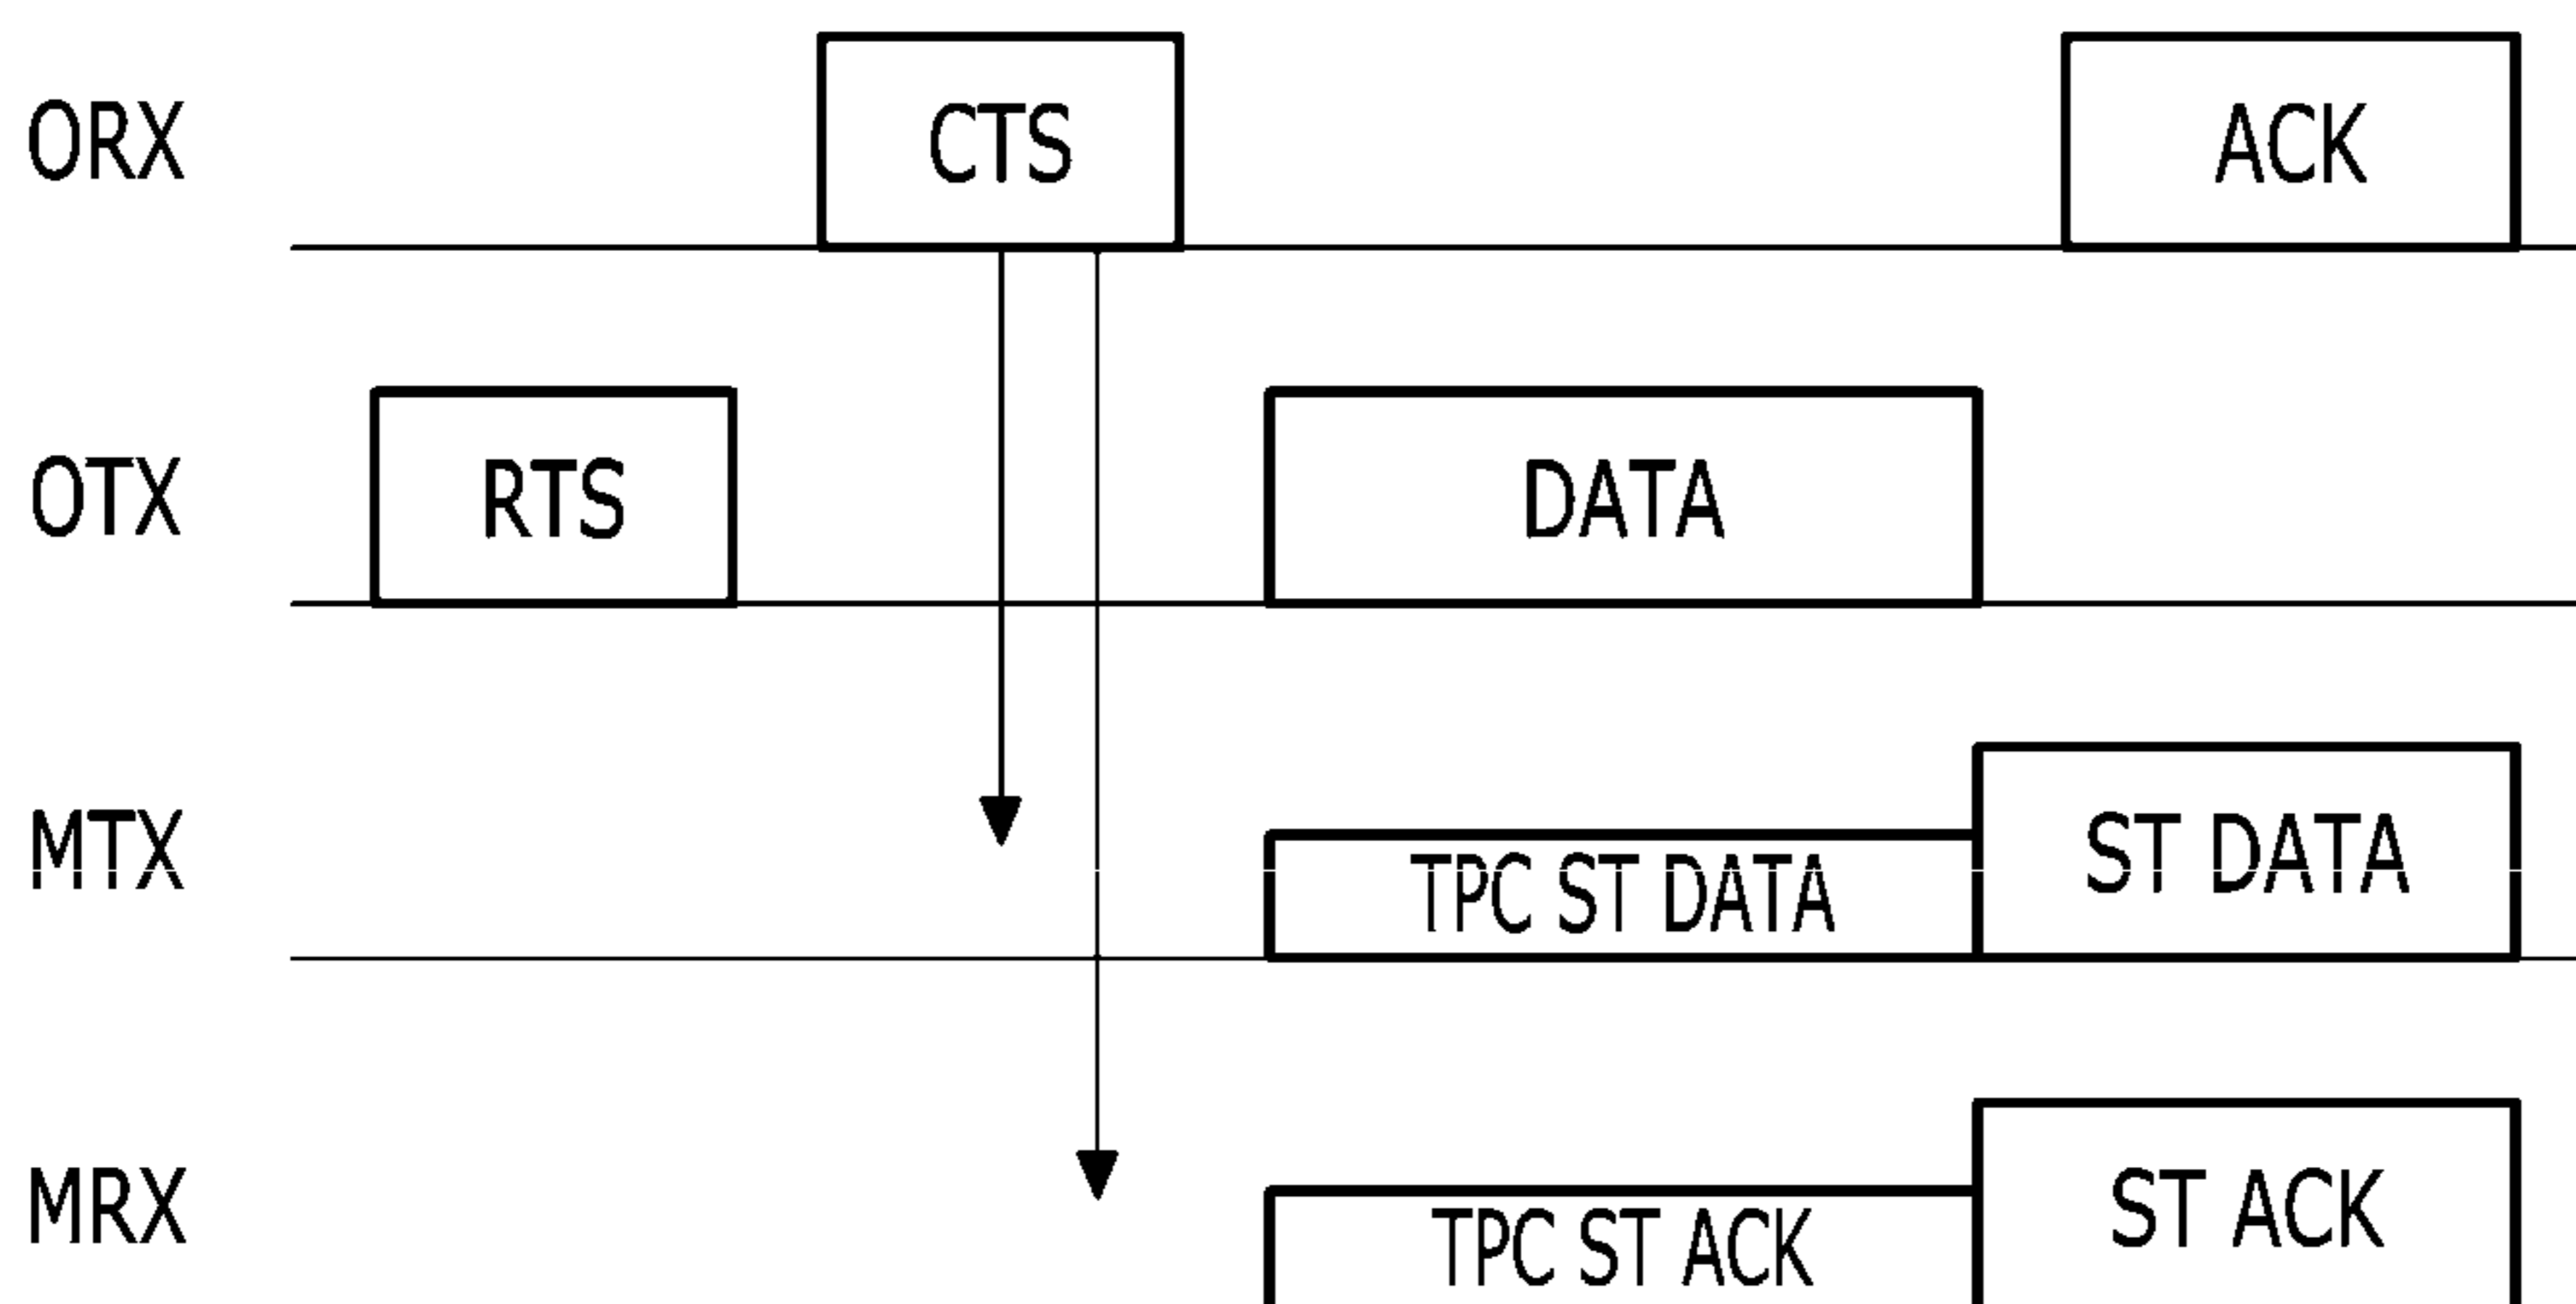 ORX CTS ACK
OTX RTS DATA
MTX TPC ST DATA ST DATA
MRX TPC ST ACK ST ACK